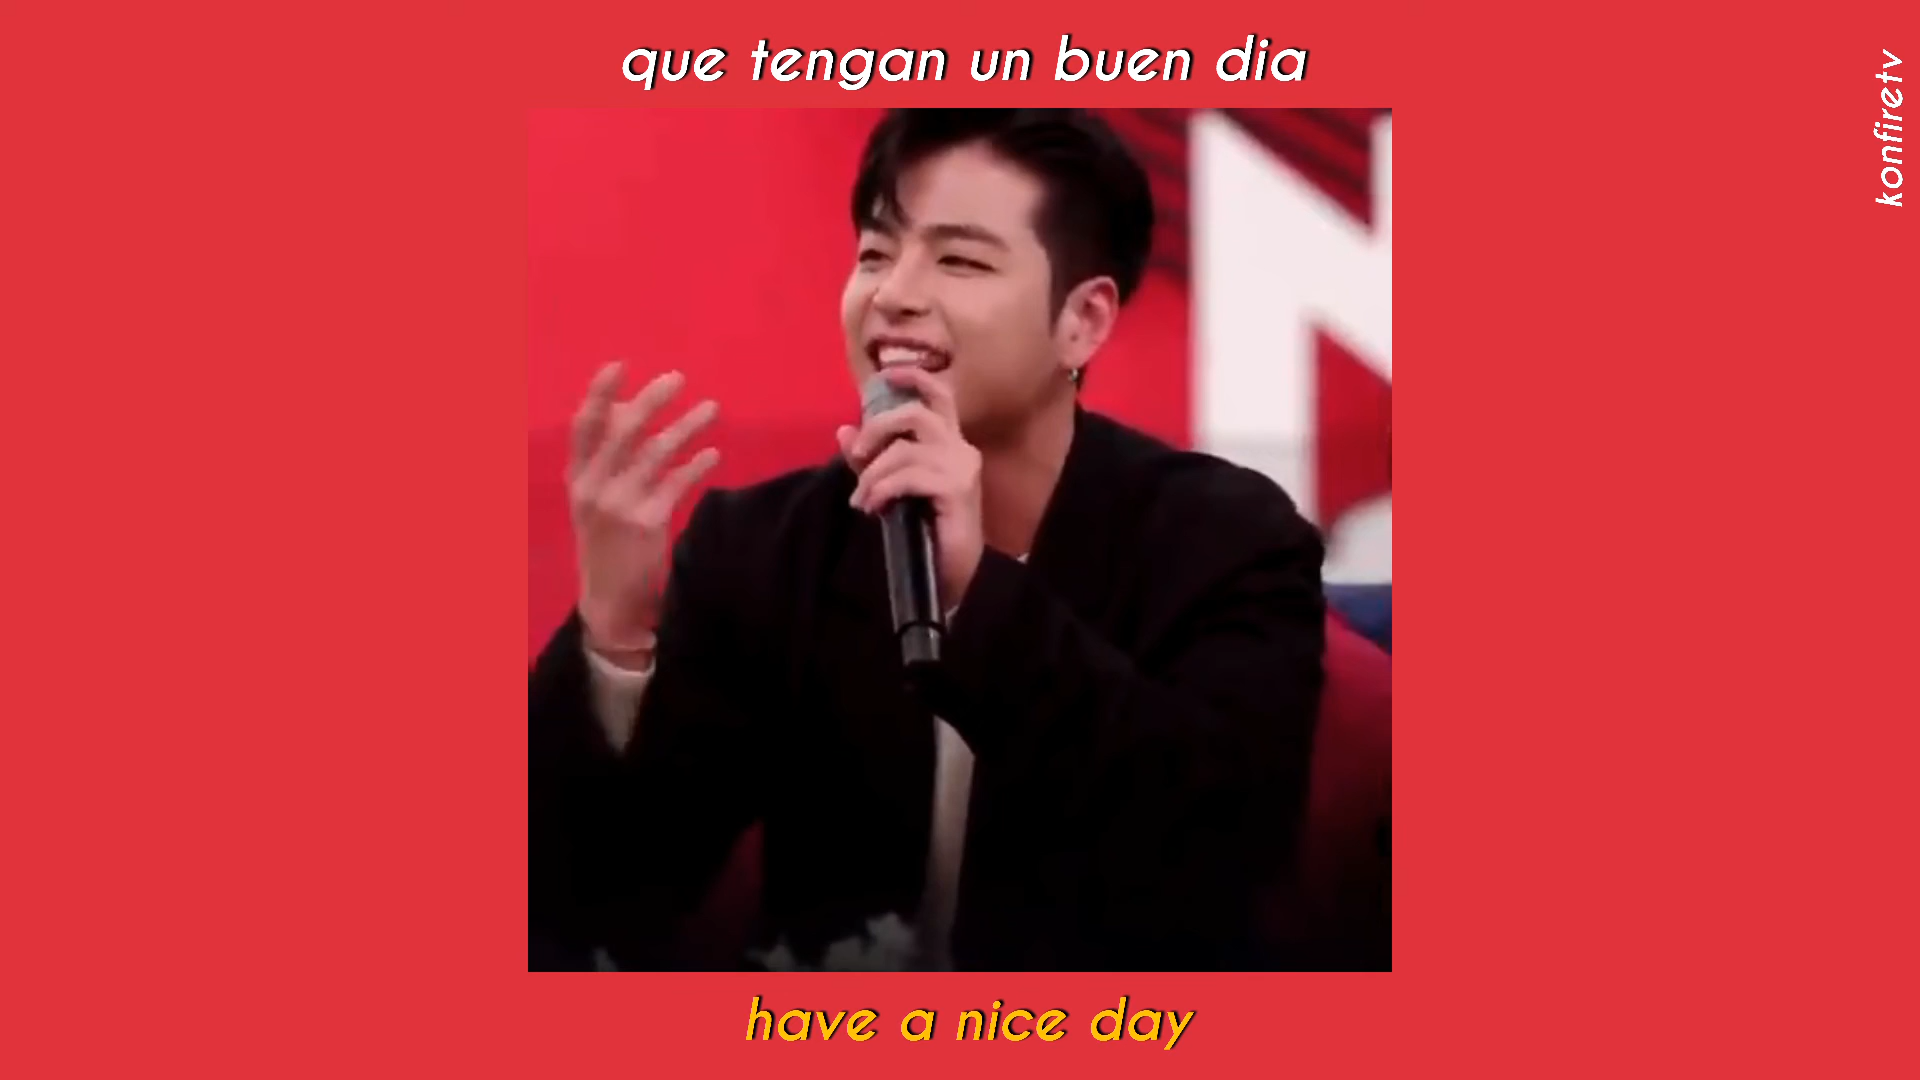 que tengan un buen dia
konfiretv
have a nice day